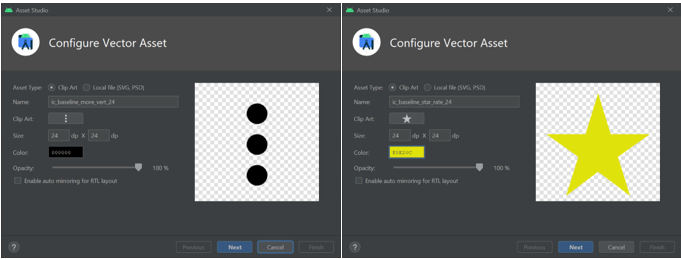 Asset Studio
Configure Vector Asset
Asset Type: Clip Art Local file (SVG, PSD)
Name: ic_baseline_more_vert_24
Clip Art:
Size: 24 dp X 24 dp
Color: 000000
Opacity: 100 %
Enable auto mirroring for RTL layout
? Previous Next Cancel Finish
Asset Studio
Configure Vector Asset
Asset Type: Clip Art Local file (SVG, PSD)
Name: ic_baseline_star_rate_24
Clip Art:
Size: 24 dp X 24 dp
Color:
Opacity: 100 %
Enable auto mirroring for RTL layout
? Previous Next Cancel Finish